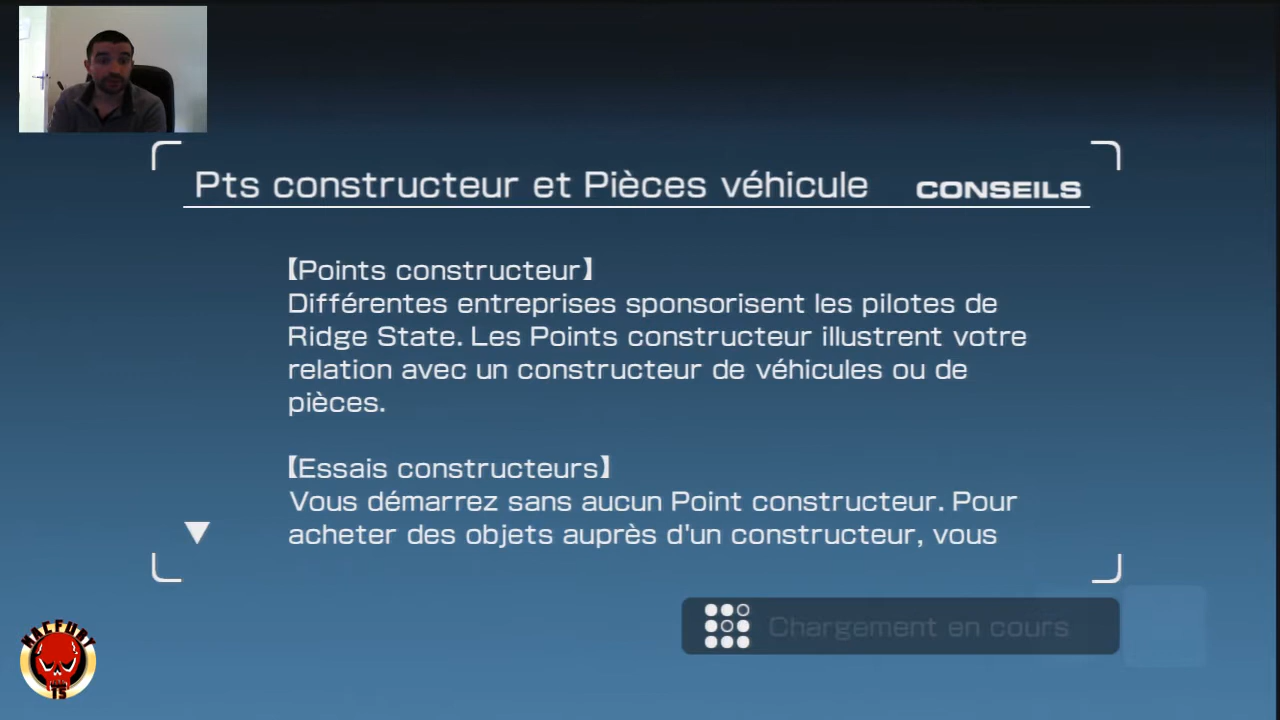 Pts constructeur et Pièces véhicule CONSEILS
【Points constructeur】
Différentes entreprises sponsorisent les pilotes de
Ridge State. Les Points constructeur illustrent votre
relation avec un constructeur de véhicules ou de
pièces.
【Essais constructeurs】
Vous démarrez sans aucun Point constructeur. Pour
acheter des objets auprès d'un constructeur, vous
Chargement en cours
MACFURY
15